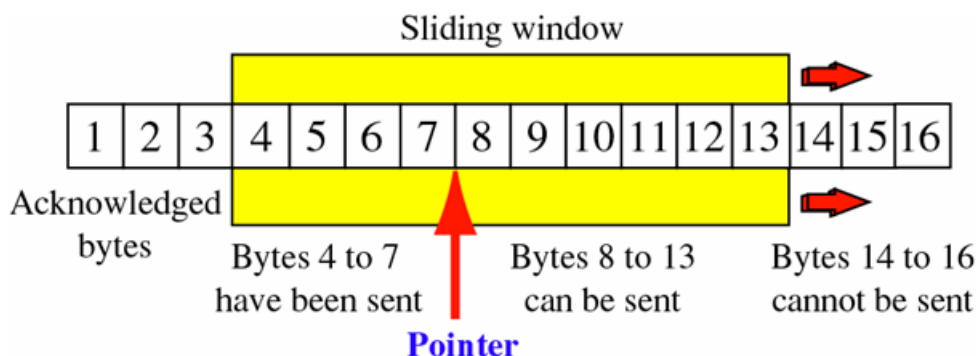 Sliding window
1 2 3 4 5 6 7 8 9 10 11 12 13 14 15 16
Acknowledged
bytes
Bytes 4 to 7
have been sent
Bytes 8 to 13
can be sent
Bytes 14 to 16
cannot be sent
Pointer